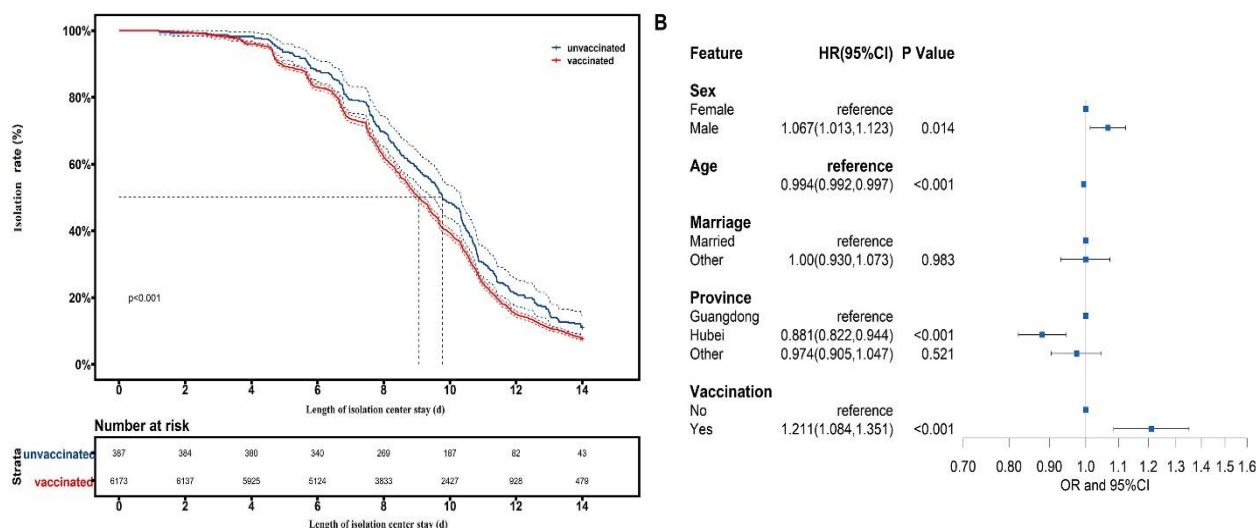 100%
80%
60%
40%
20%
0%
Isolation rate (%)
unvaccinated
vaccinated
p<0.001
0 2 4 6 8 10 12 14
Length of isolation center stay (d)
Number at risk
Strata
unvaccinated 387 384 380 340 269 187 82 43
vaccinated 6173 6137 5925 5124 3833 2427 928 479
0 2 4 6 8 10 12 14
Length of isolation center stay (d)
B
Feature HR(95%CI) P Value
Sex
Female reference
Male 1.067(1.013,1.123) 0.014
Age reference
0.994(0.992,0.997) <0.001
Marriage
Married reference
Other 1.00(0.930,1.073) 0.983
Province
Guangdong reference
Hubei 0.881(0.822,0.944) <0.001
Other 0.974(0.905,1.047) 0.521
Vaccination
No reference
Yes 1.211(1.084,1.351) <0.001
0.70 0.80 0.90 1.0 1.1 1.2 1.3 1.4 1.5 1.6
OR and 95%CI